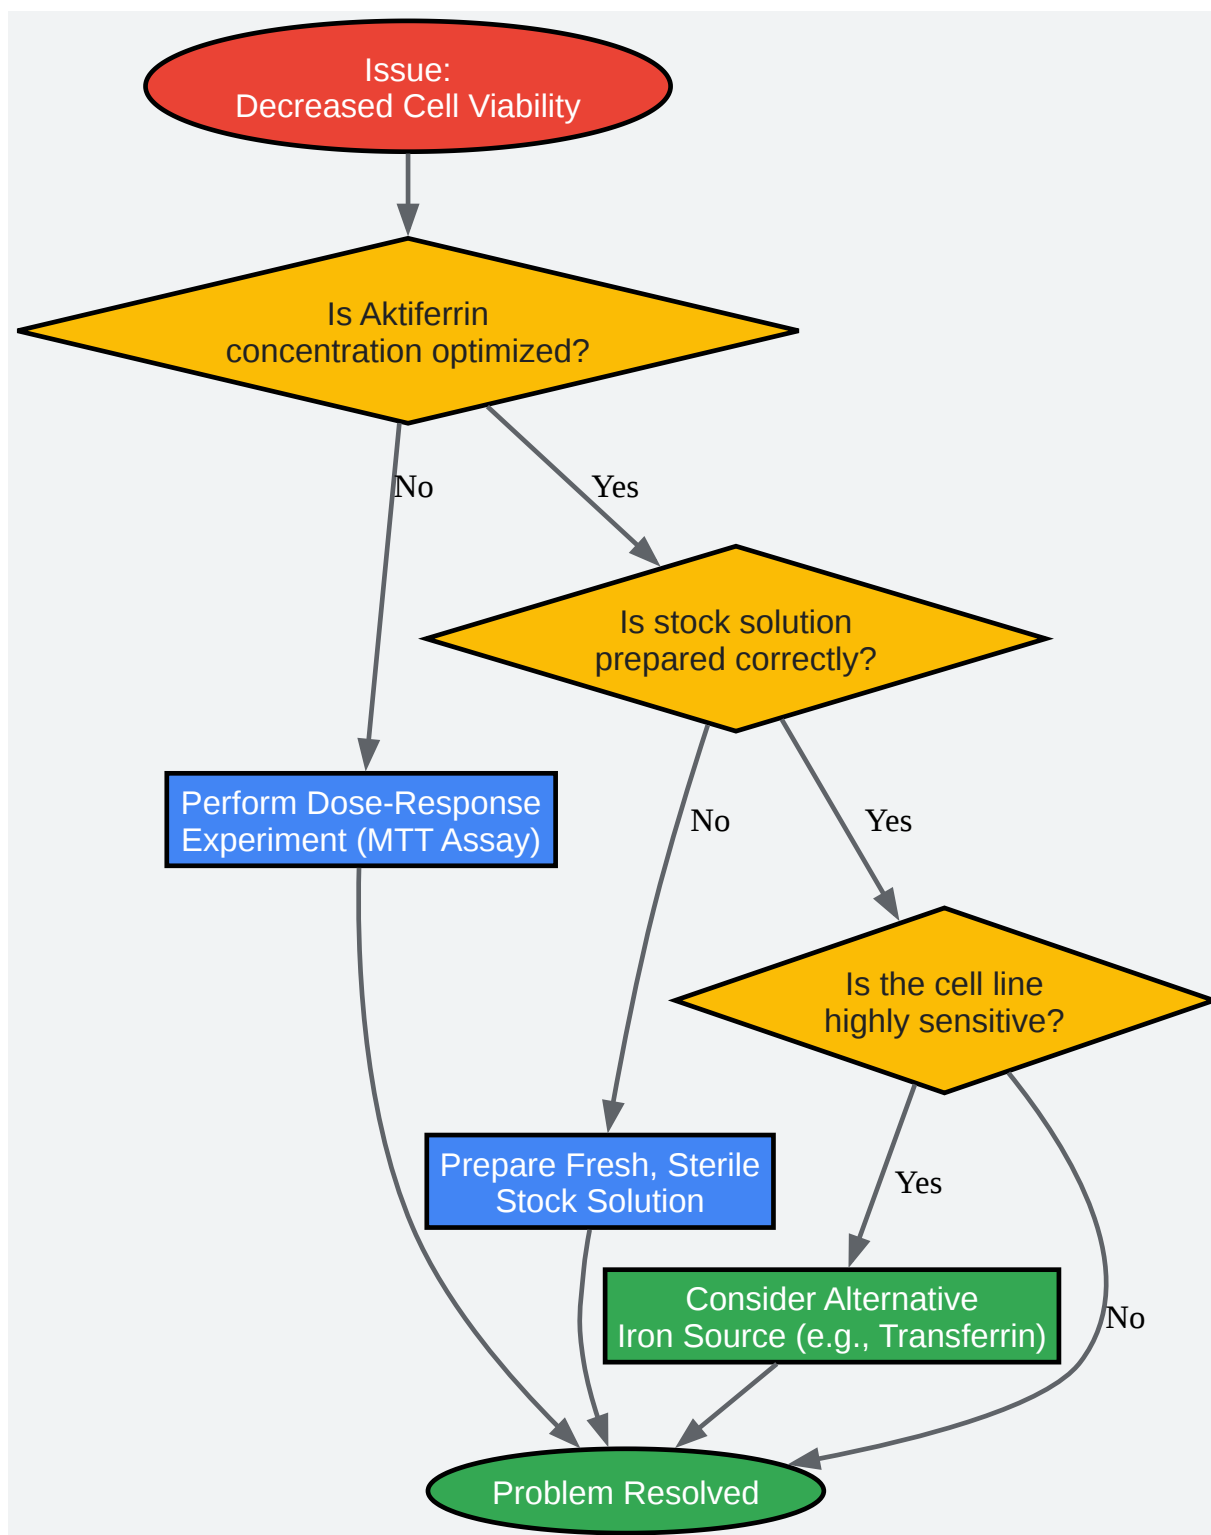 Issue:
Decreased Cell Viability
Is Aktiferrin
concentration optimized?
No
Yes
Is stock solution
prepared correctly?
Perform Dose-Response
Experiment (MTT Assay)
No
Yes
Is the cell line
highly sensitive?
Prepare Fresh, Sterile
Stock Solution
Yes
Consider Alternative
Iron Source (e.g., Transferrin)
No
Problem Resolved